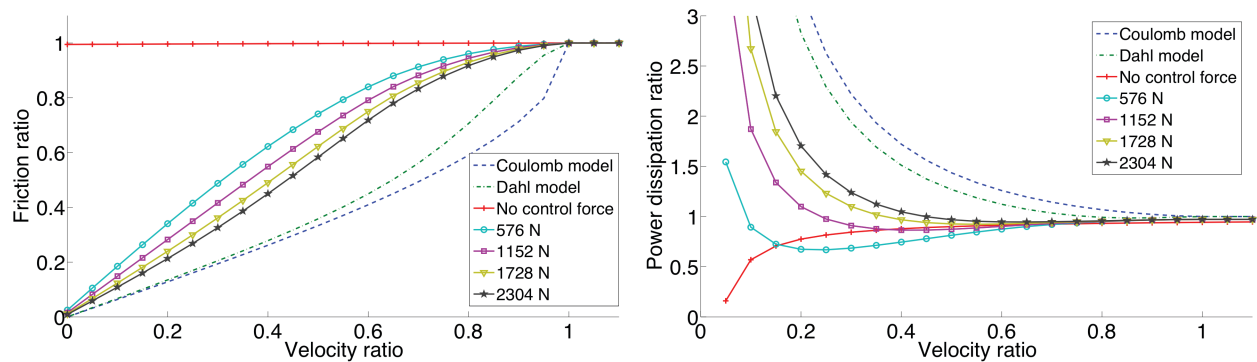 Friction ratio
1
0.8
0.6
0.4
0.2
0
0 0.2 0.4 0.6 0.8 1
Velocity ratio
Coulomb model
Dahl model
No control force
576 N
1152 N
1728 N
2304 N
Power dissipation ratio
3
2.5
2
1.5
1
0.5
0
0 0.2 0.4 0.6 0.8 1
Velocity ratio
Coulomb model
Dahl model
No control force
576 N
1152 N
1728 N
2304 N